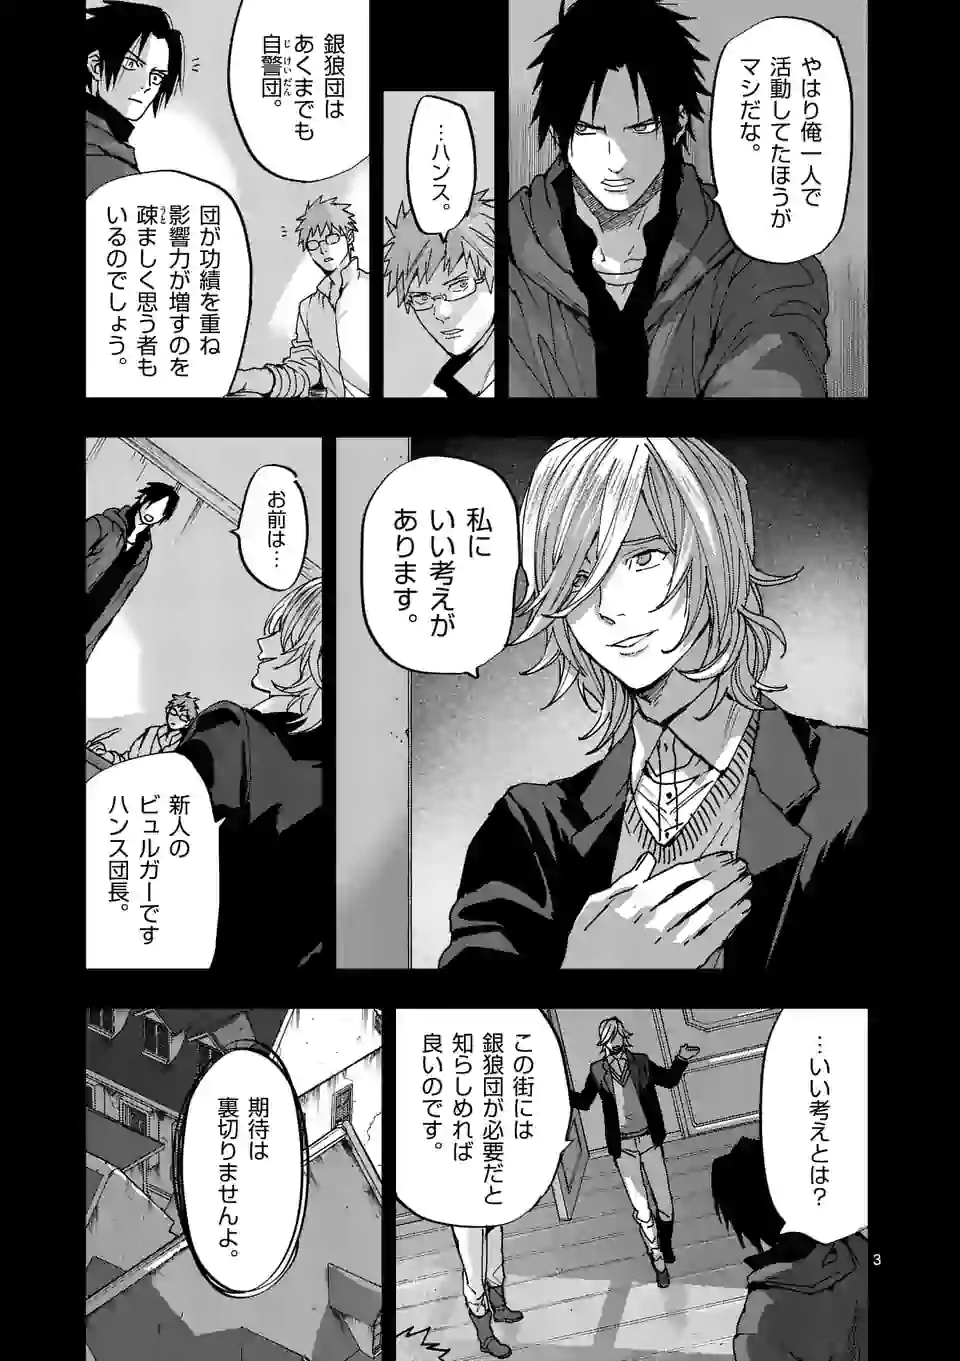 やはり俺一人で
活動してたほうが
マシだな。
…ハンス。
銀狼団は
あくまでも
自警団。
じけいだん
団が功績を重ね
影響力が増すのを
疎ましく思う者も
うと
いるのでしょう。
私に
いい考えが
あります。
お前は…
新人の
ビュルガーです
ハンス団長。
…いい考えとは？
この街には
銀狼団が必要だと
知らしめれば
良いのです。
期待は
裏切りませんよ。
3